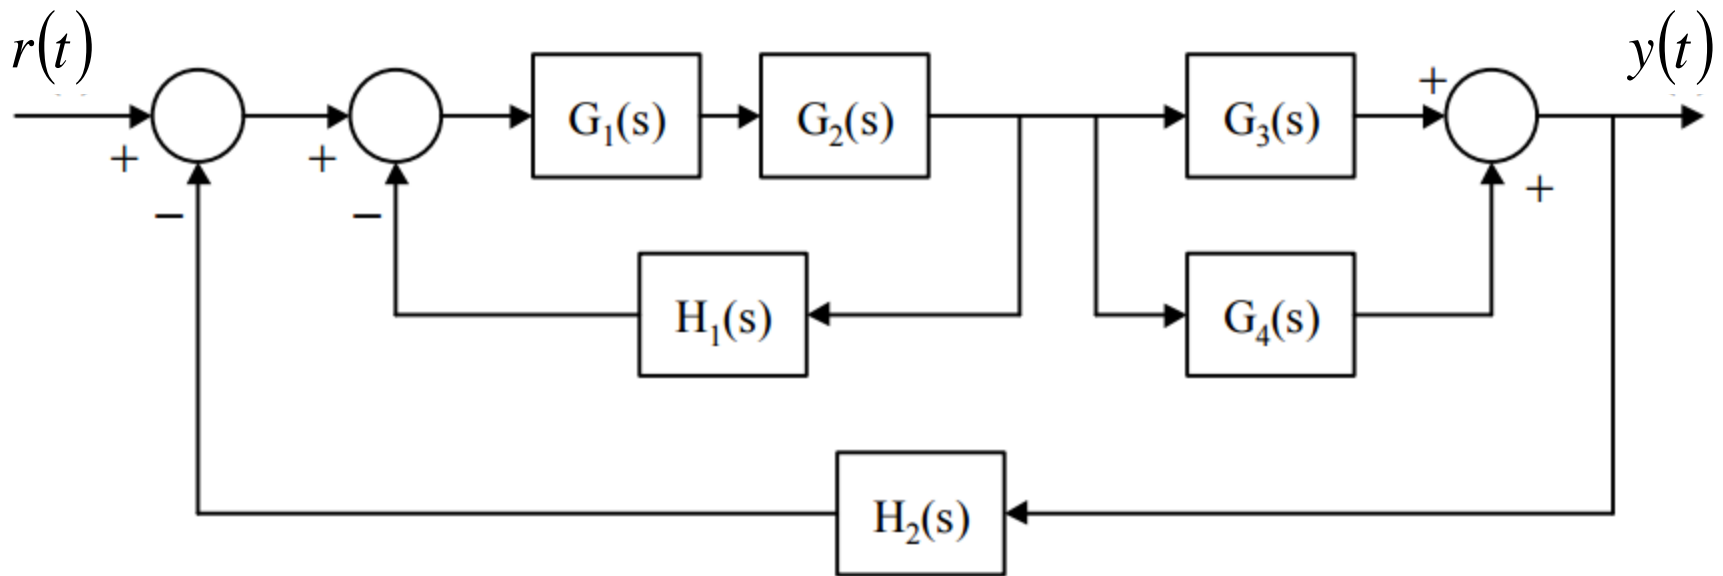 r(t)
y(t)
+
G₁(s)
G₂(s)
G₃(s)
+
+
−
+
−
+
H₁(s)
G₄(s)
H₂(s)